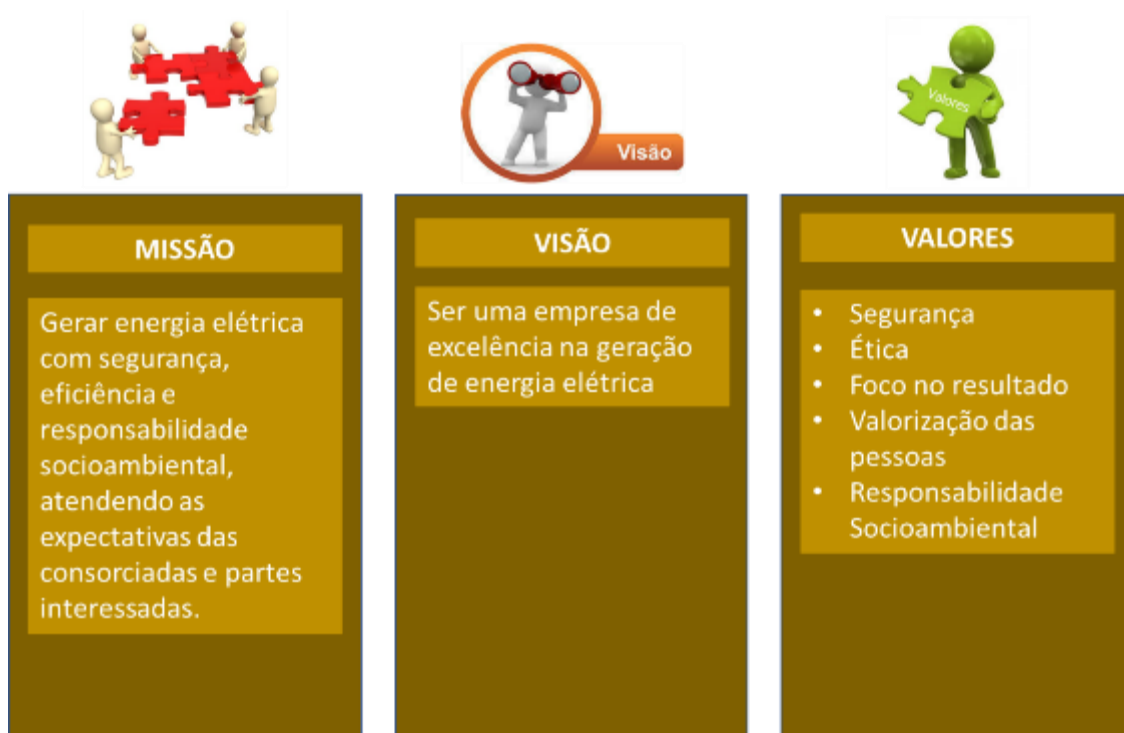 Visão
Valores
MISSÃO
Gerar energia elétrica
com segurança,
eficiência e
responsabilidade
socioambiental,
atendendo as
expectativas das
consorciadas e partes
interessadas.
VISÃO
Ser uma empresa de
excelência na geração
de energia elétrica
VALORES
• Segurança
• Ética
• Foco no resultado
• Valorização das
pessoas
• Responsabilidade
Socioambiental